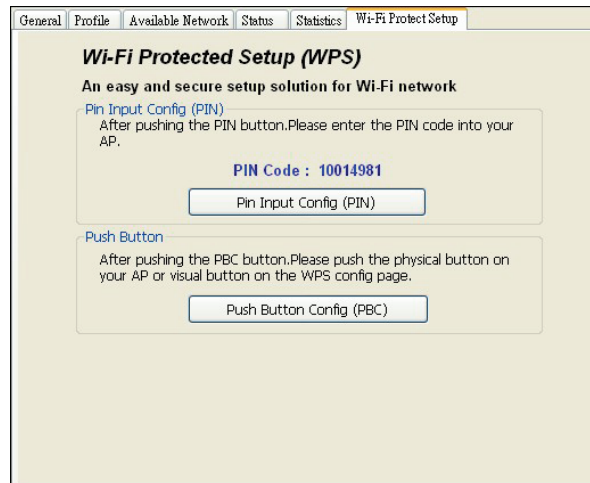 General Profile Available Network Status Statistics Wi-Fi Protect Setup
Wi-Fi Protected Setup (WPS)
An easy and secure setup solution for Wi-Fi network
Pin Input Config (PIN)
After pushing the PIN button.Please enter the PIN code into your
AP.
PIN Code : 10014981
Pin Input Config (PIN)
Push Button
After pushing the PBC button.Please push the physical button on
your AP or visual button on the WPS config page.
Push Button Config (PBC)